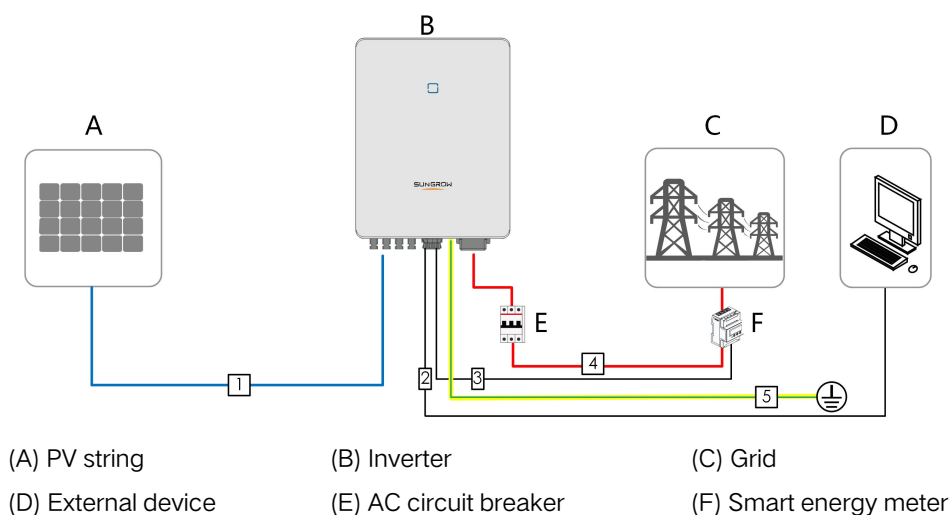 B
A
C
D
SUNGROW
E
F
4
2
3
1
5
(A) PV string
(B) Inverter
(C) Grid
(D) External device
(E) AC circuit breaker
(F) Smart energy meter